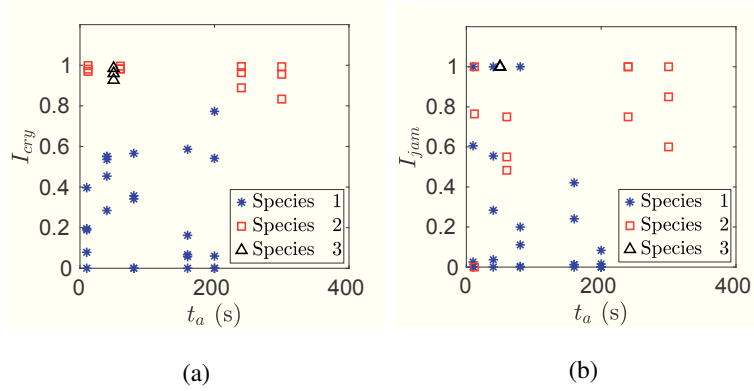 1
0.8
0.6
0.4
0.2
0
I_cry
0 200 400
t_a (s)
Species 1
Species 2
Species 3
(a)
1
0.8
0.6
0.4
0.2
0
I_jam
0 200 400
t_a (s)
Species 1
Species 2
Species 3
(b)